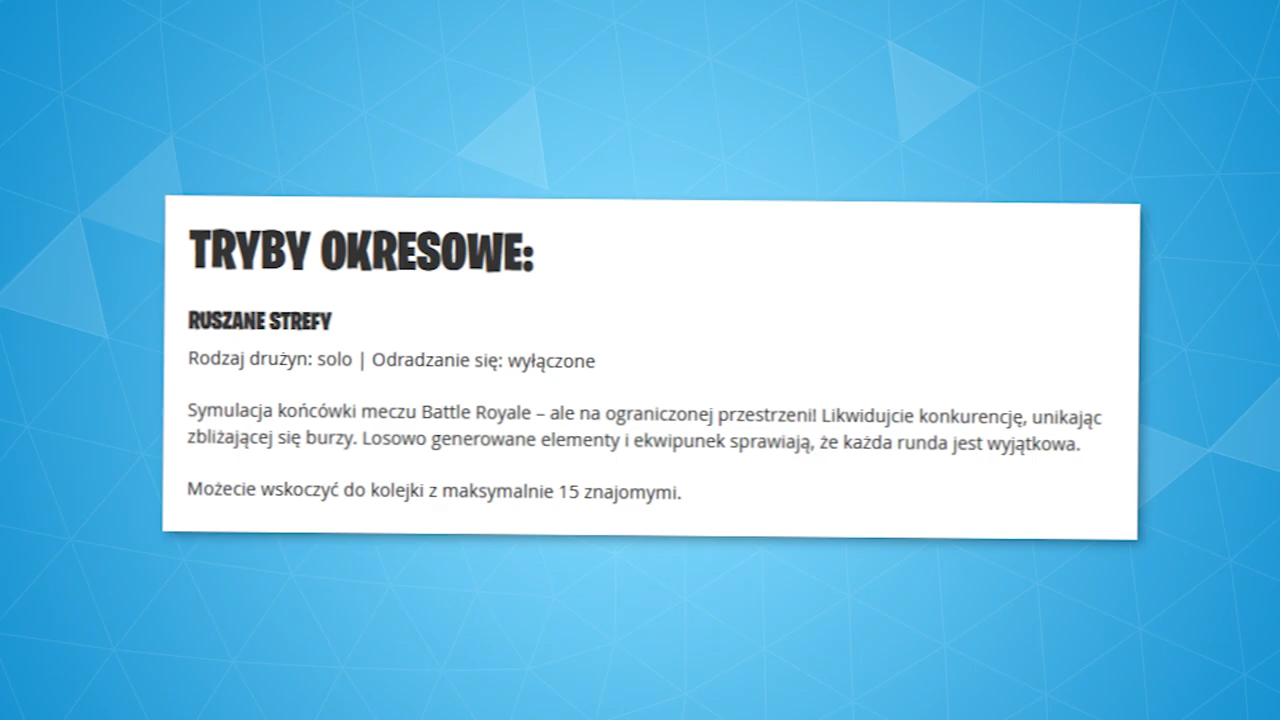 TRYBY OKRESOWE:
RUSZANE STREFY
Rodzaj drużyn: solo | Odradzanie się: wyłączone
Symulacja końcówki meczu Battle Royale – ale na ograniczonej przestrzeni! Likwidujcie konkurencję, unikając
zbliżającej się burzy. Losowo generowane elementy i ekwipunek sprawiają, że każda runda jest wyjątkowa.
Możecie wskoczyć do kolejki z maksymalnie 15 znajomymi.